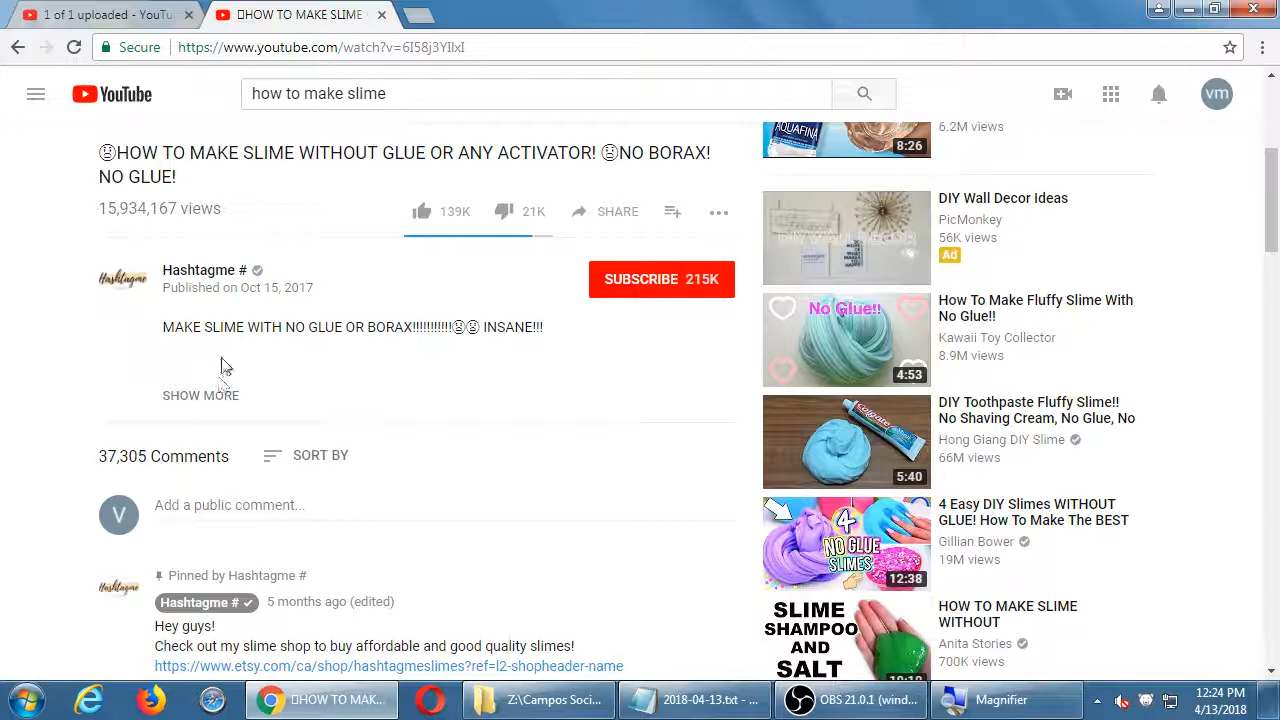 1 of 1 uploaded - YouTu
HOW TO MAKE SLIME
Secure
https://www.youtube.com/watch?v=6I58j3YIlxI
YouTube
how to make slime
vm
AQUAFINA
8:26
6.2M views
😨HOW TO MAKE SLIME WITHOUT GLUE OR ANY ACTIVATOR! 😨NO BORAX!
NO GLUE!
15,934,167 views
139K
21K
SHARE
Hashtagme
Hashtagme #
Published on Oct 15, 2017
SUBSCRIBE 215K
MAKE SLIME WITH NO GLUE OR BORAX!!!!!!!!!!!😨😨 INSANE!!!
SHOW MORE
37,305 Comments
SORT BY
V
Add a public comment...
Hashtagme
Pinned by Hashtagme #
Hashtagme #
5 months ago (edited)
Hey guys!
Check out my slime shop to buy affordable and good quality slimes!
https://www.etsy.com/ca/shop/hashtagmeslimes?ref=l2-shopheader-name
DIY Wall Decor Ideas
PicMonkey
56K views
Ad
No Glue!!
4:53
How To Make Fluffy Slime With
No Glue!!
Kawaii Toy Collector
8.9M views
Colgate
5:40
DIY Toothpaste Fluffy Slime!!
No Shaving Cream, No Glue, No
Hong Giang DIY Slime
66M views
4
NO GLUE
SLIMES
12:38
4 Easy DIY Slimes WITHOUT
GLUE! How To Make The BEST
Gillian Bower
19M views
SLIME
SHAMPOO
AND
SALT
HOW TO MAKE SLIME
WITHOUT
Anita Stories
700K views
HOW TO MAK...
Z:\Campos Soci...
2018-04-13.txt - ...
OBS 21.0.1 (wind...
Magnifier
12:24 PM
4/13/2018